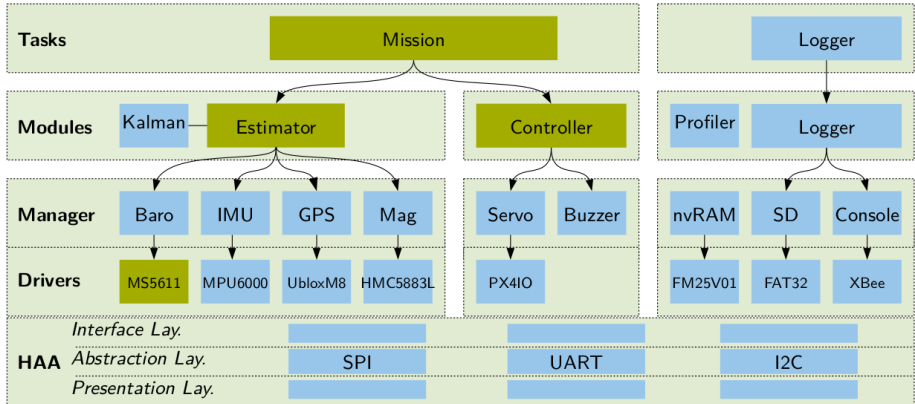 Tasks
Mission
Logger
Modules
Kalman
Estimator
Controller
Profiler
Logger
Manager
Baro
IMU
GPS
Mag
Servo
Buzzer
nvRAM
SD
Console
Drivers
MS5611
MPU6000
UbloxM8
HMC5883L
PX4IO
FM25V01
FAT32
XBee
HAA
Interface Lay.
Abstraction Lay.
SPI
UART
I2C
Presentation Lay.